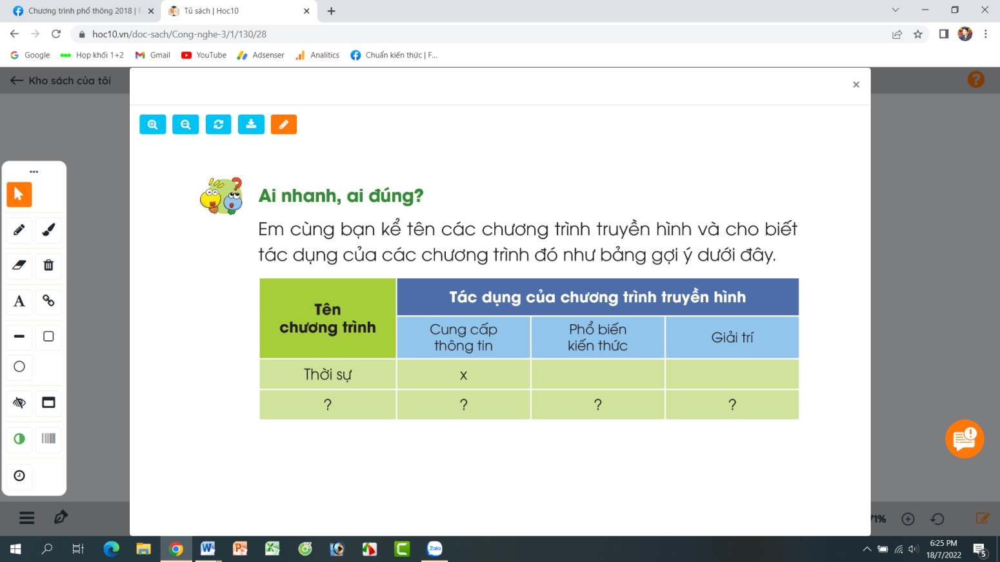 Chương trình phổ thông 2018 | F
Tủ sách | Hoc10
hoc10.vn/doc-sach/Cong-nghe-3/1/130/28
Google
Họp khối 1+2
Gmail
YouTube
Adsenser
Analitics
Chuẩn kiến thức | F...
Kho sách của tôi
Ai nhanh, ai đúng?
Em cùng bạn kể tên các chương trình truyền hình và cho biết
tác dụng của các chương trình đó như bảng gợi ý dưới đây.
Tên
chương trình
Tác dụng của chương trình truyền hình
Cung cấp
thông tin
Phổ biến
kiến thức
Giải trí
Thời sự
x
?
?
?
?
71%
Zalo
6:25 PM
18/7/2022
5